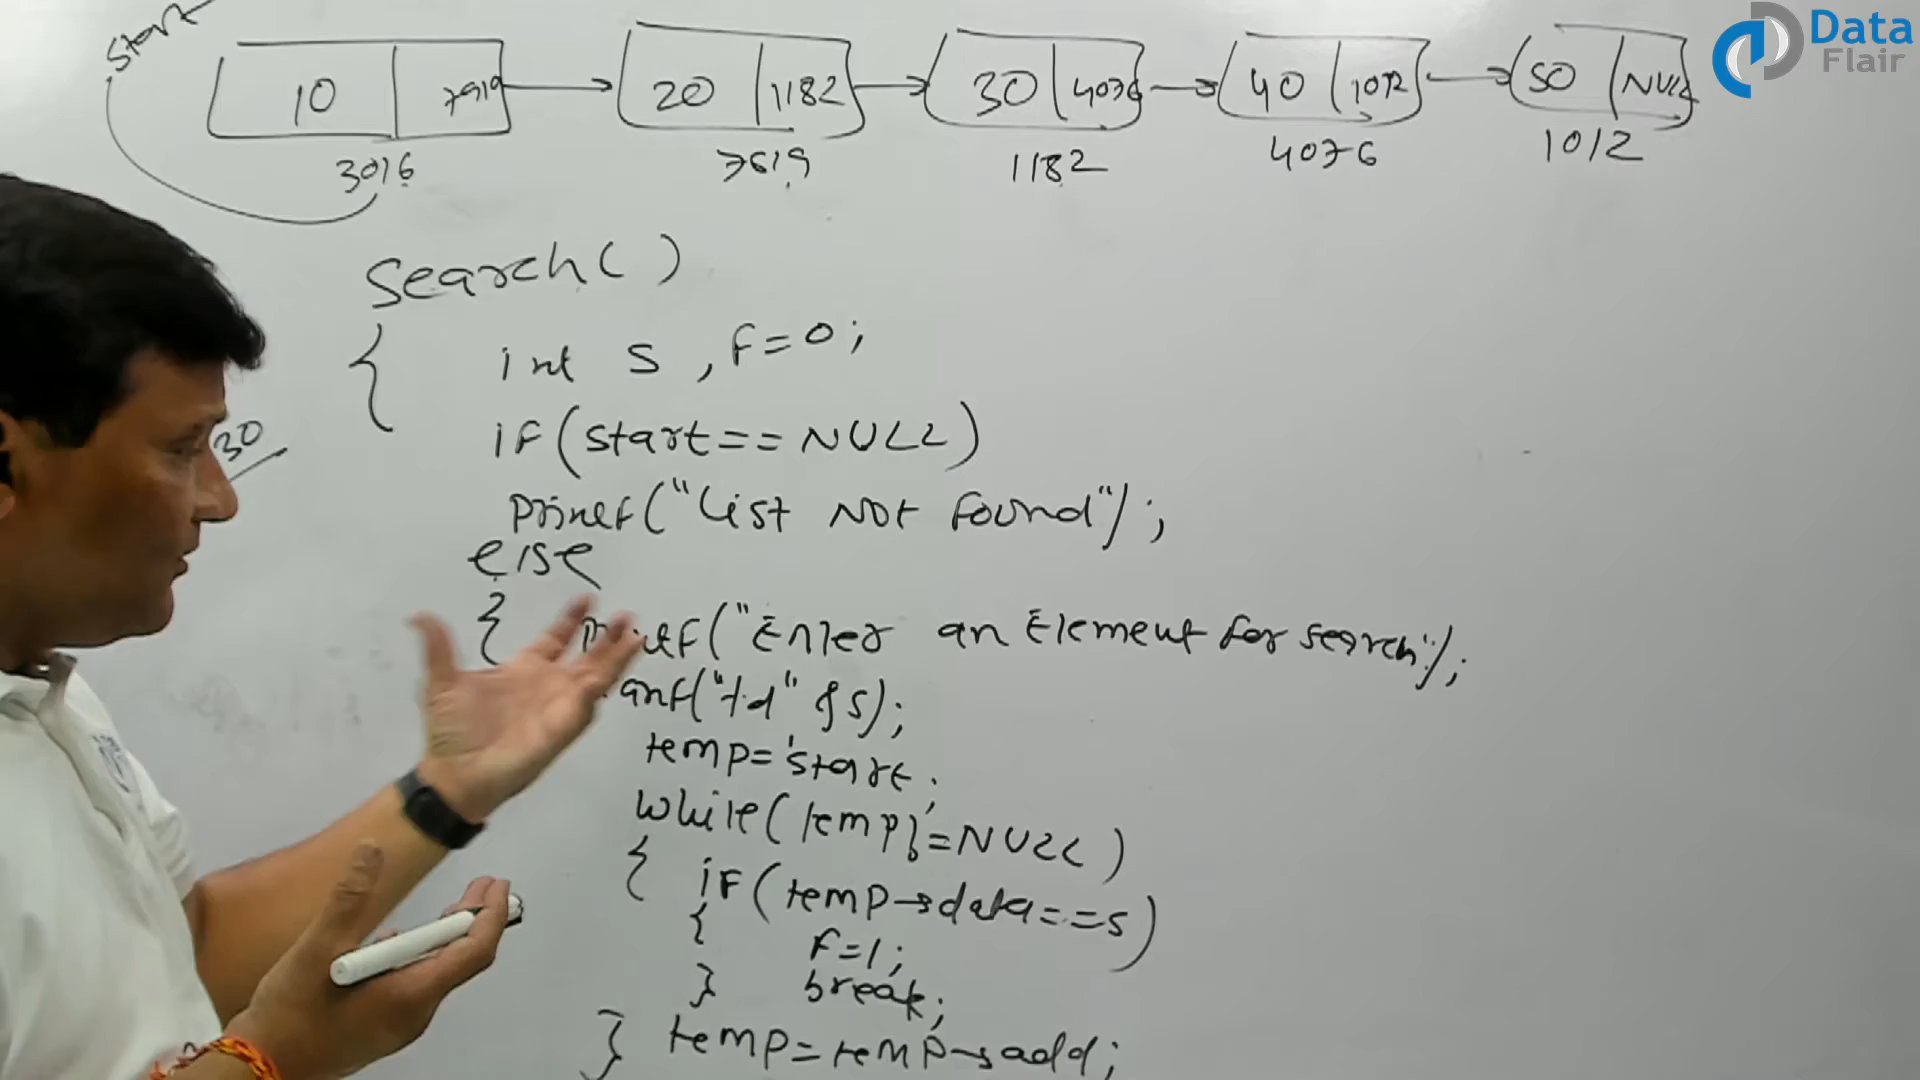 Start
10 7919 20 1182 30 4076 40 1012 50 NULL
3016 7619 1182 4076 1012
Search( )
{ int s , F=0;
30
if(start==NULL)
printf("List Not Found");
else
{ printf("Enter an Element for search");
anf("%d" &s);
temp=start;
while(temp!=NULL)
{ if(temp→data==s)
{ F=1;
} break;
} temp=temp→add;
Data
Flair